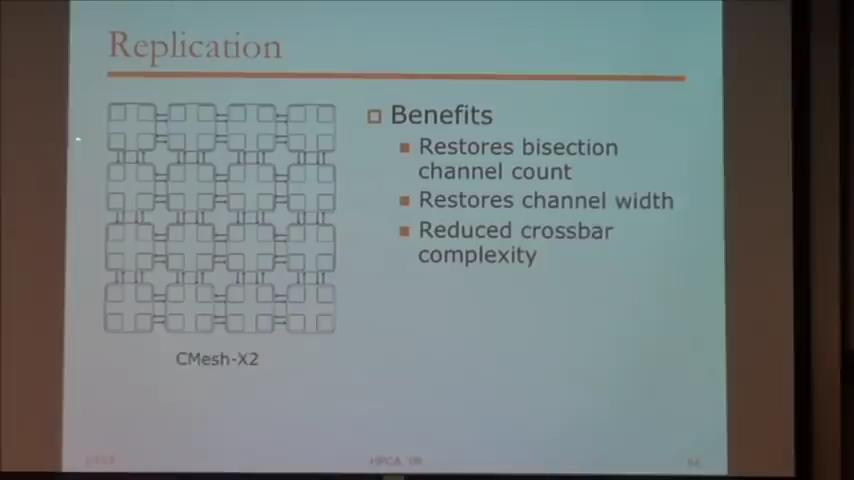 Replication
Benefits
Restores bisection
channel count
Restores channel width
Reduced crossbar
complexity
CMesh-X2
HPCA '09